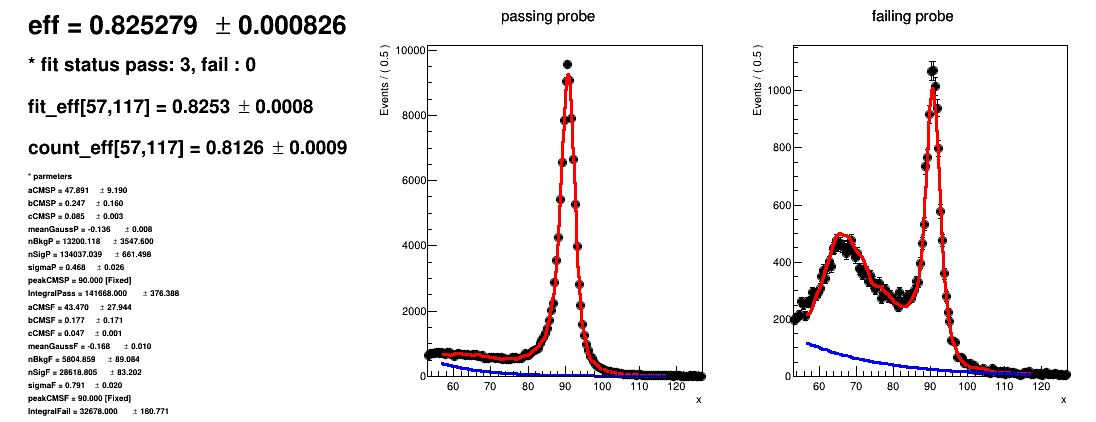 eff = 0.825279 ± 0.000826
* fit status pass: 3, fail : 0
fit_eff[57,117] = 0.8253 ± 0.0008
count_eff[57,117] = 0.8126 ± 0.0009
* parmeters
aCMSP = 47.891 ± 9.190
bCMSP = 0.247 ± 0.160
cCMSP = 0.085 ± 0.003
meanGaussP = -0.136 ± 0.008
nBkgP = 13200.118 ± 3547.600
nSigP = 134037.039 ± 661.498
sigmaP = 0.468 ± 0.026
peakCMSP = 90.000 [Fixed]
IntegralPass = 141668.000 ± 376.388
aCMSF = 43.470 ± 27.944
bCMSF = 0.177 ± 0.171
cCMSF = 0.047 ± 0.001
meanGaussF = -0.168 ± 0.010
nBkgF = 5804.859 ± 89.084
nSigF = 28618.805 ± 83.202
sigmaF = 0.791 ± 0.020
peakCMSF = 90.000 [Fixed]
IntegralFail = 32678.000 ± 180.771
passing probe
Events / ( 0.5 )
10000
8000
6000
4000
2000
0
60 70 80 90 100 110 120
x
failing probe
Events / ( 0.5 )
1000
800
600
400
200
0
60 70 80 90 100 110 120
x